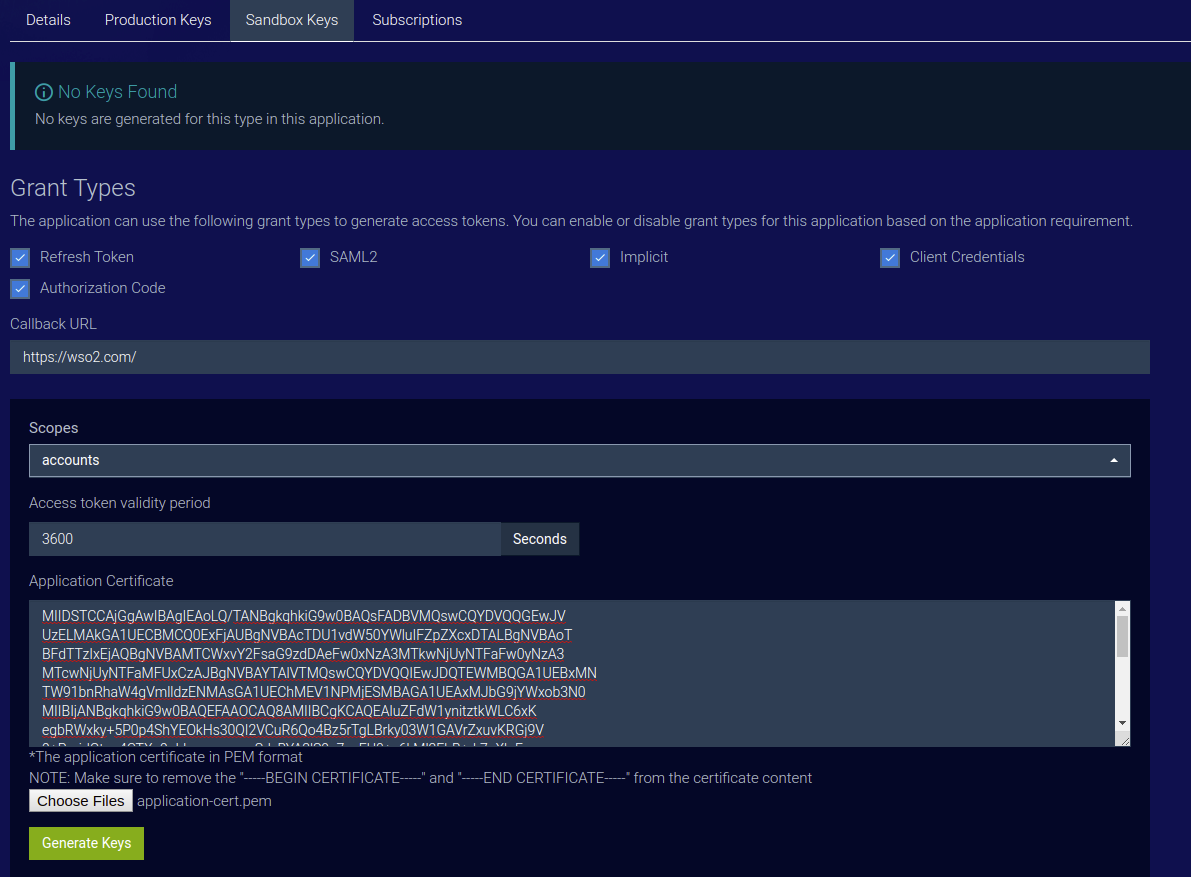 Details Production Keys Sandbox Keys Subscriptions
No Keys Found
No keys are generated for this type in this application.
Grant Types
The application can use the following grant types to generate access tokens. You can enable or disable grant types for this application based on the application requirement.
Refresh Token SAML2 Implicit Client Credentials
Authorization Code
Callback URL
https://wso2.com/
Scopes
accounts
Access token validity period
3600 Seconds
Application Certificate
MIIDSTCCAjGgAwIBAgIEAoLQ/TANBgkqhkiG9w0BAQsFADBVMQswCQYDVQQGEwJV
UzELMAkGA1UECBMCQ0ExFjAUBgNVBAcTDU1vdW50YWluIFZpZXcxDTALBgNVBAoT
BFdTTzIxEjAQBgNVBAMTCWxvY2FsaG9zdDAeFw0xNzA3MTkwNjUyNTFaFw0yNzA3
MTcwNjUyNTFaMFUxCzAJBgNVBAYTAlVTMQswCQYDVQQIEwJDQTEWMBQGA1UEBxMN
TW91bnRhaW4gVmlldzENMAsGA1UEChMEV1NPMjESMBAGA1UEAxMJbG9jYWxob3N0
MIIBIjANBgkqhkiG9w0BAQEFAAOCAQ8AMIIBCgKCAQEAluZFdW1ynitztkWLC6xK
egbRWxky+5P0p4ShYEOkHs30QI2VCuR6Qo4Bz5rTgLBrky03W1GAVrZxuvKRGj9V
*The application certificate in PEM format
NOTE: Make sure to remove the "-----BEGIN CERTIFICATE-----" and "-----END CERTIFICATE-----" from the certificate content
Choose Files application-cert.pem
Generate Keys